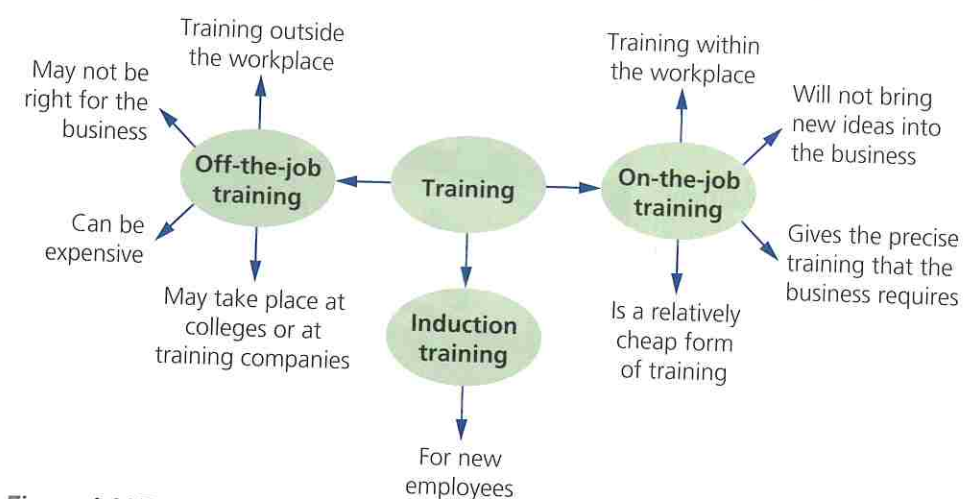 Training outside
the workplace
May not be
right for the
business
Off-the-job
training
Can be
expensive
May take place at
colleges or at
training companies
Training
Induction
training
For new
employees
Training within
the workplace
Will not bring
new ideas into
the business
On-the-job
training
Gives the precise
training that the
business requires
Is a relatively
cheap form
of training